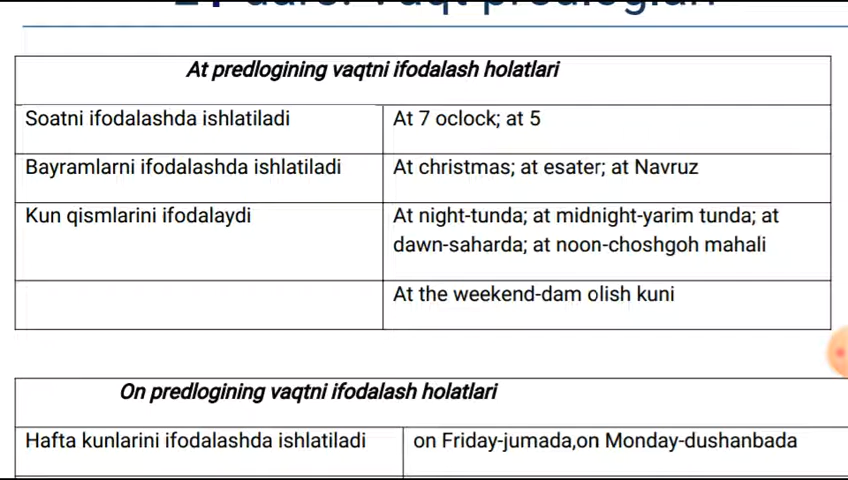 At predlogining vaqtni ifodalash holatlari
Soatni ifodalashda ishlatiladi
At 7 oclock; at 5
Bayramlarni ifodalashda ishlatiladi
At christmas; at esater; at Navruz
Kun qismlarini ifodalaydi
At night-tunda; at midnight-yarim tunda; at
dawn-saharda; at noon-choshgoh mahali
At the weekend-dam olish kuni
On predlogining vaqtni ifodalash holatlari
Hafta kunlarini ifodalashda ishlatiladi
on Friday-jumada,on Monday-dushanbada